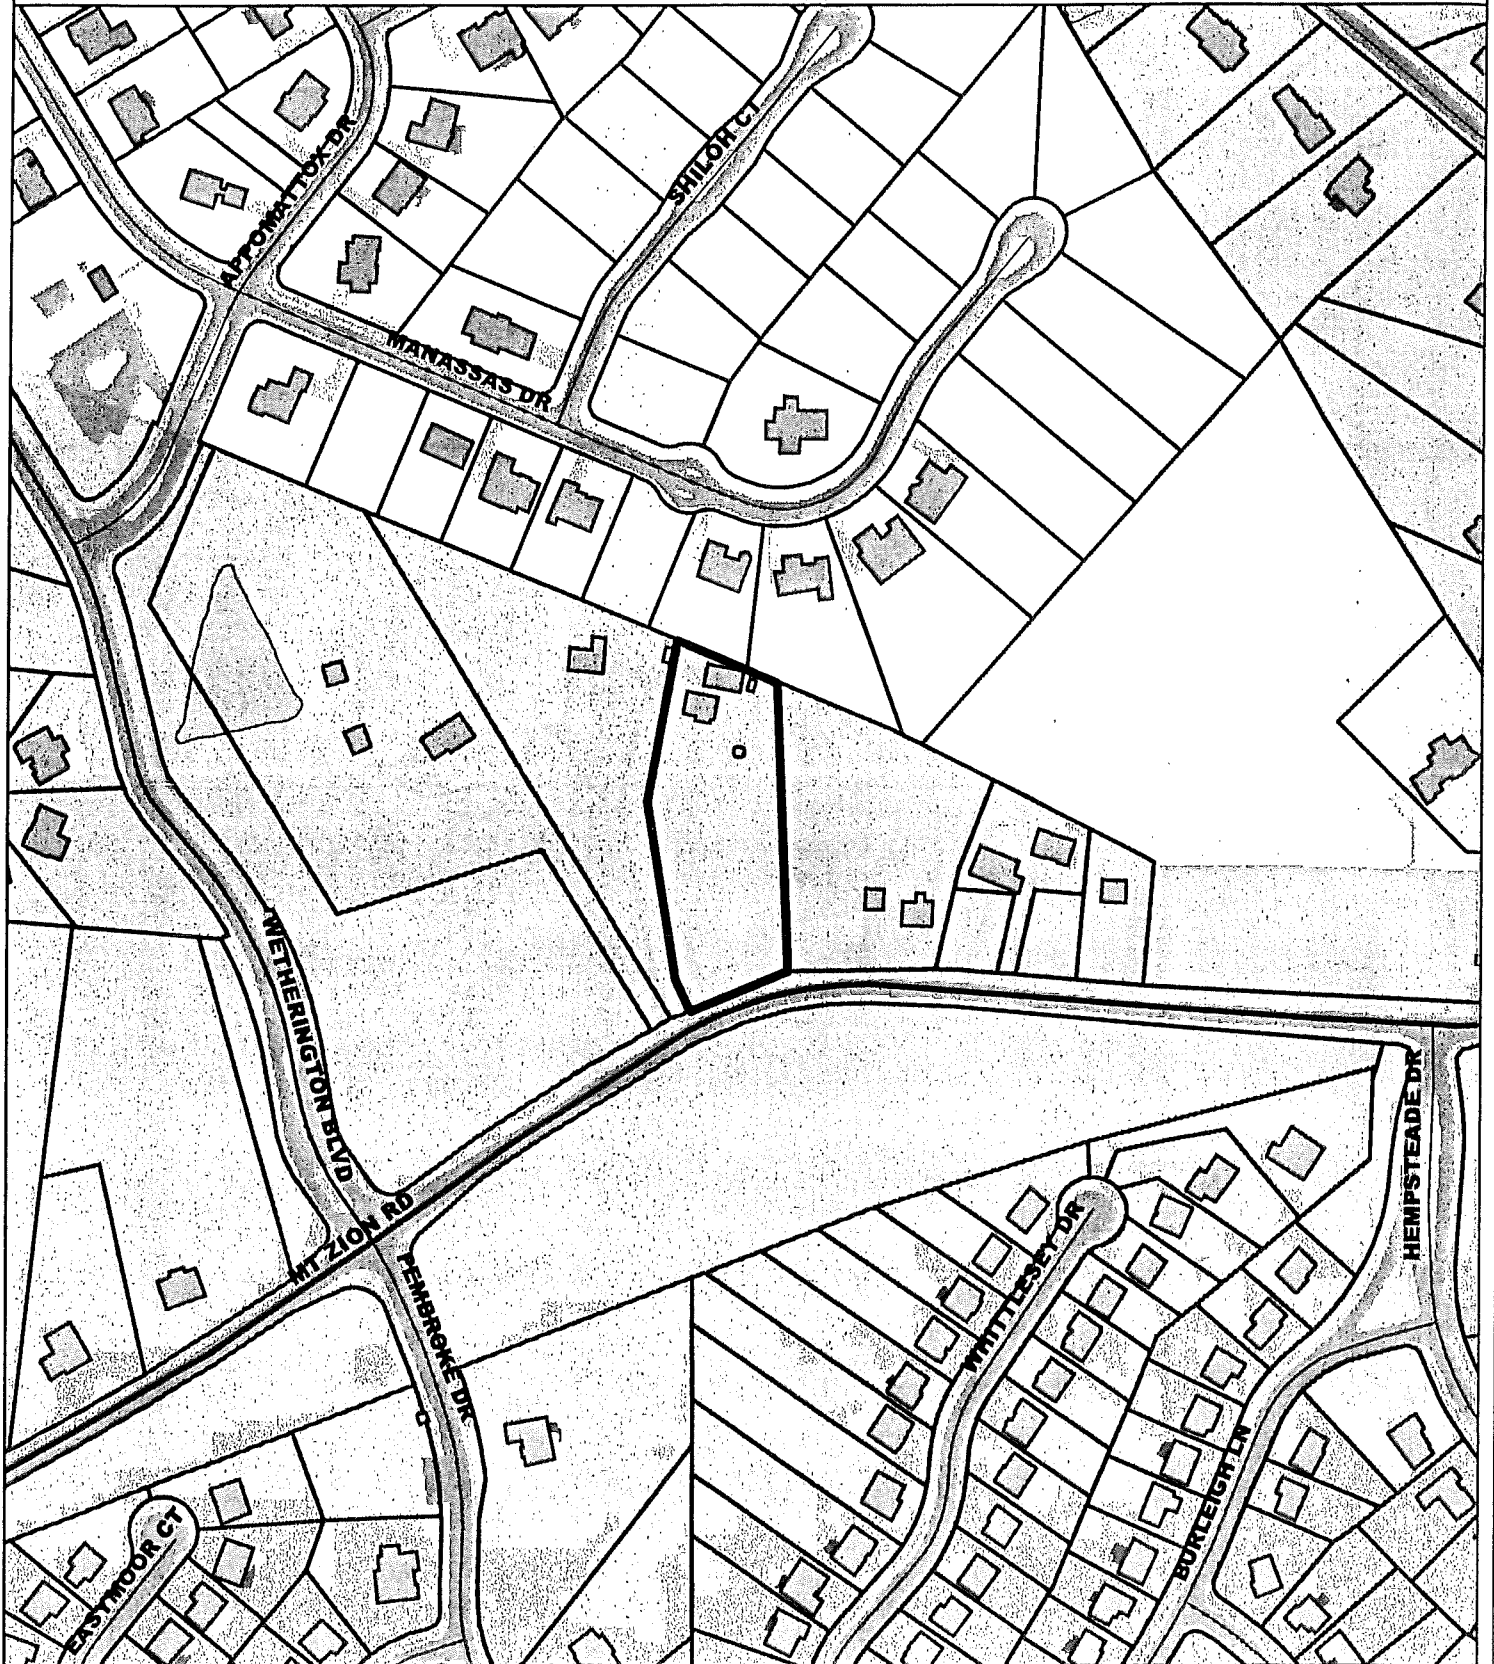 SHILOH CT
APPOMATTOX DR
MANASSAS DR
WETHERINGTON BLVD
MT ZION RD
PEMBROKE DR
HEMPSTEADE DR
WHITTLESEY DR
BURLEIGH LN
EASYMOOR CT